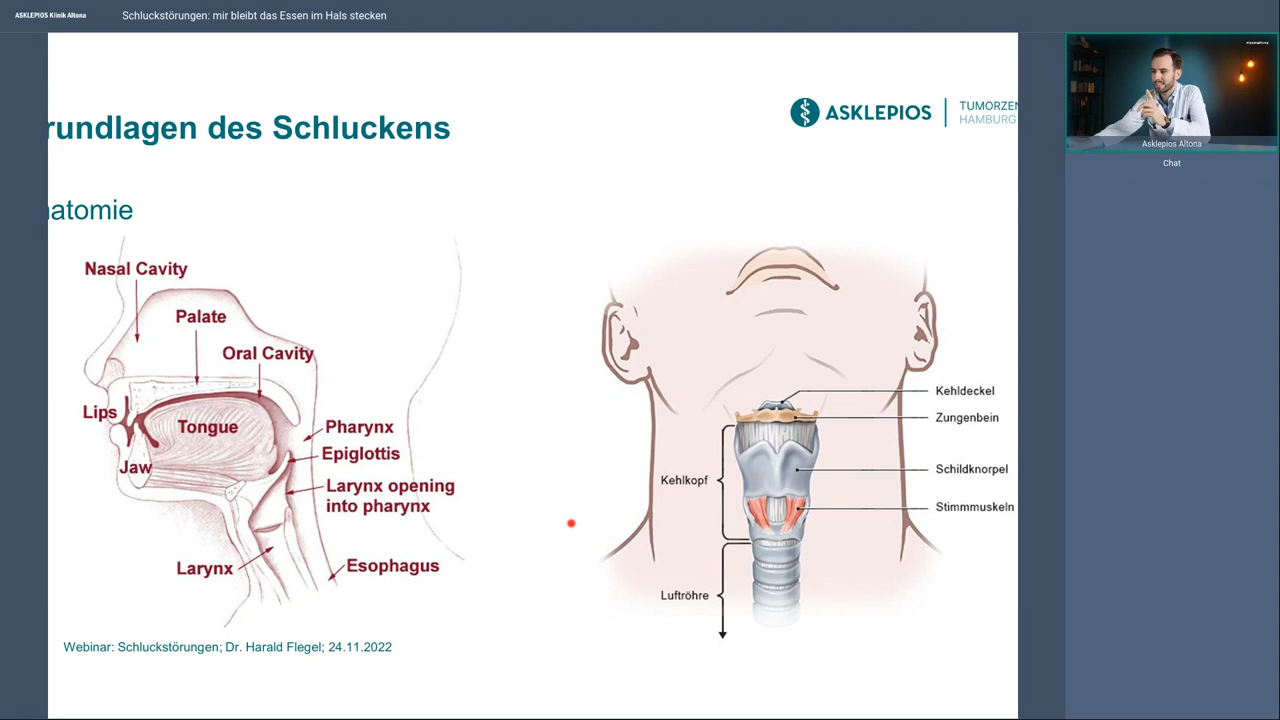 ASKLEPIOS Klinik Altona
Schluckstörungen: mir bleibt das Essen im Hals stecken
rundlagen des Schluckens
ASKLEPIOS
TUMORZEN
HAMBURG
Asklepios Altona
Chat
natomie
Nasal Cavity
Palate
Oral Cavity
Lips
Tongue
Pharynx
Jaw
Epiglottis
Larynx opening
into pharynx
Larynx
Esophagus
Kehldeckel
Zungenbein
Kehlkopf
Schildknorpel
Stimmmuskeln
Luftröhre
Webinar: Schluckstörungen; Dr. Harald Flegel; 24.11.2022